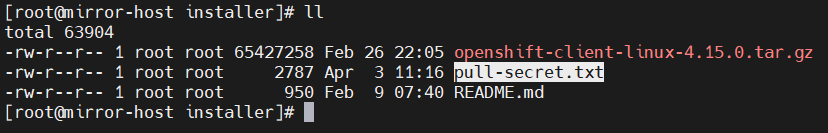 [root@mirror-host installer]# ll
total 63904
-rw-r--r-- 1 root root 65427258 Feb 26 22:05 openshift-client-linux-4.15.0.tar.gz
-rw-r--r-- 1 root root     2787 Apr  3 11:16 pull-secret.txt
-rw-r--r-- 1 root root      950 Feb  9 07:40 README.md
[root@mirror-host installer]#